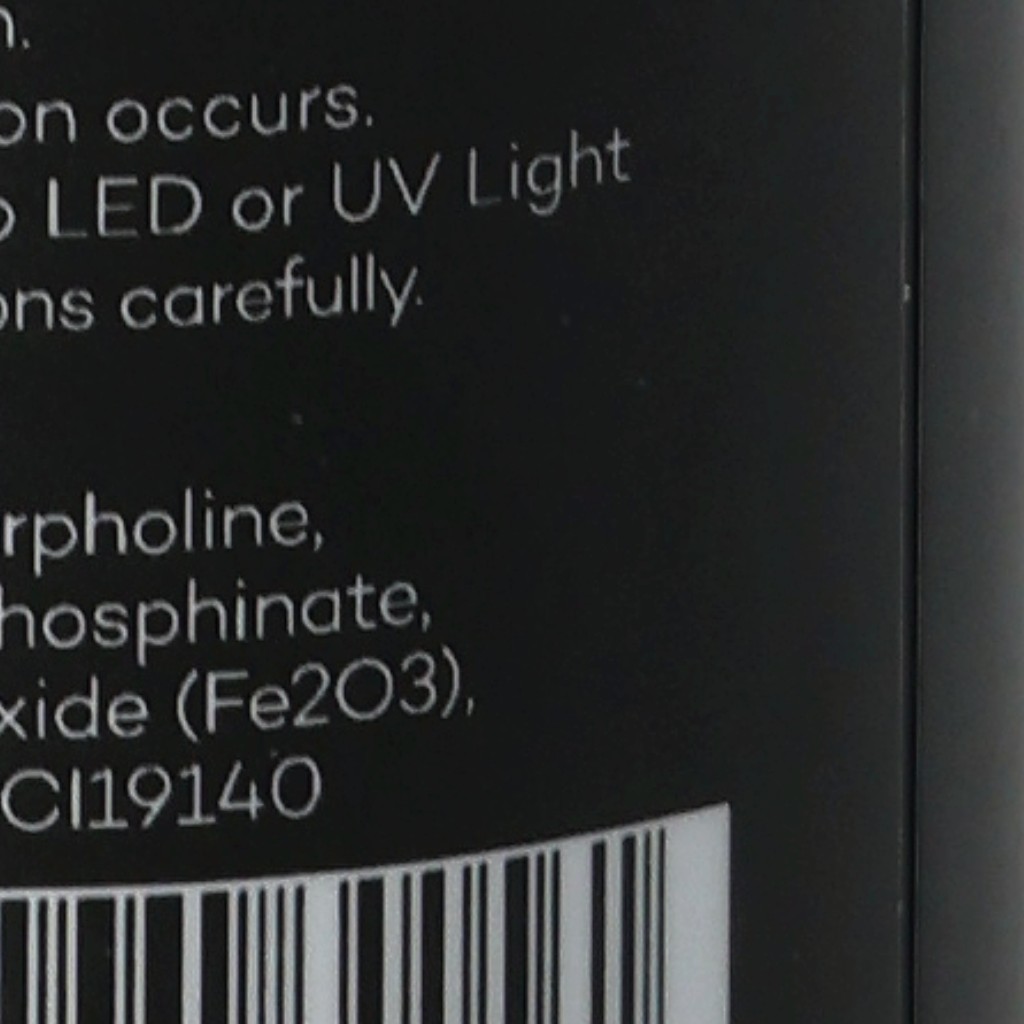 n.
on occurs.
o LED or UV Light
ons carefully.
rpholine,
hosphinate,
xide (Fe2O3),
CI19140